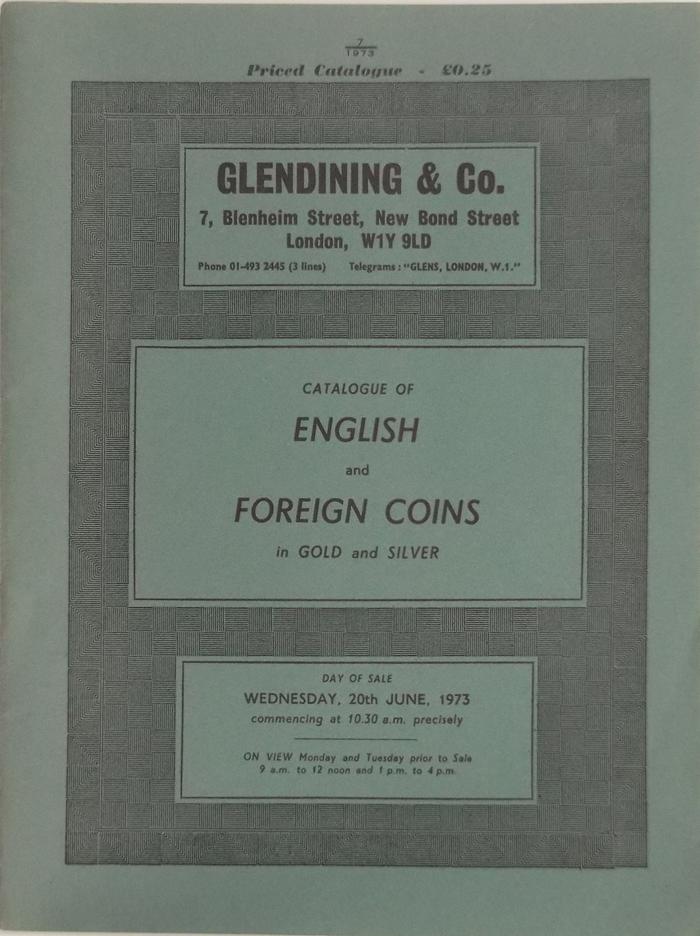 7
1973
Priced Catalogue - £0.25
GLENDINING & Co.
7, Blenheim Street, New Bond Street
London, W1Y 9LD
Phone 01-493 2445 (3 lines) Telegrams: "GLENS, LONDON, W.1."
CATALOGUE OF
ENGLISH
and
FOREIGN COINS
in GOLD and SILVER
DAY OF SALE
WEDNESDAY, 20th JUNE, 1973
commencing at 10.30 a.m. precisely
ON VIEW Monday and Tuesday prior to Sale
9 a.m. to 12 noon and 1 p.m. to 4 p.m.